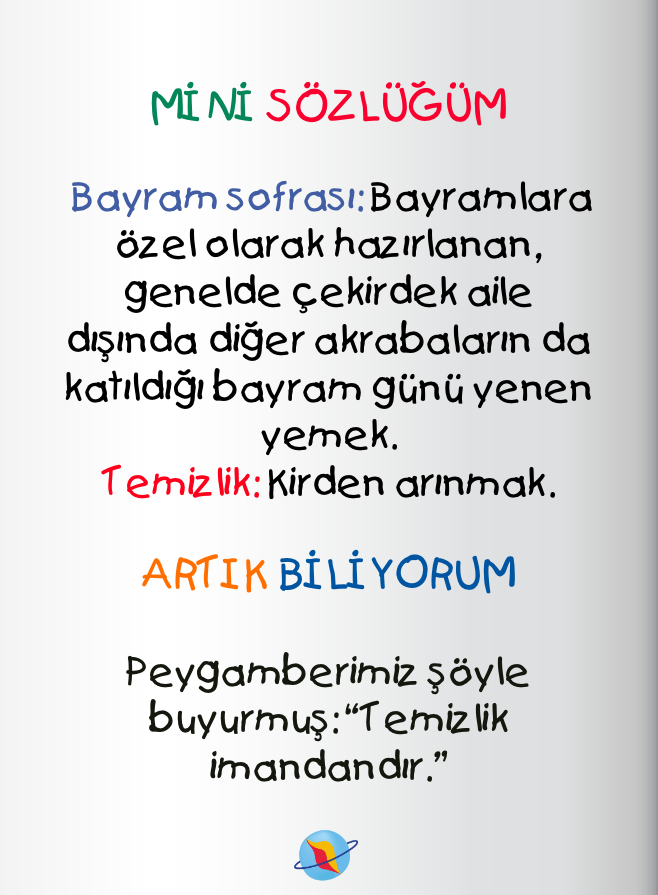 MİNİ SÖZLÜĞÜM
Bayram sofrası: Bayramlara
özel olarak hazırlanan,
genelde çekirdek aile
dışında diğer akrabaların da
katıldığı bayram günü yenen
yemek.
Temizlik: Kirden arınmak.
ARTIK BİLİYORUM
Peygamberimiz şöyle
buyurmuş: “Temizlik
imandandır.”